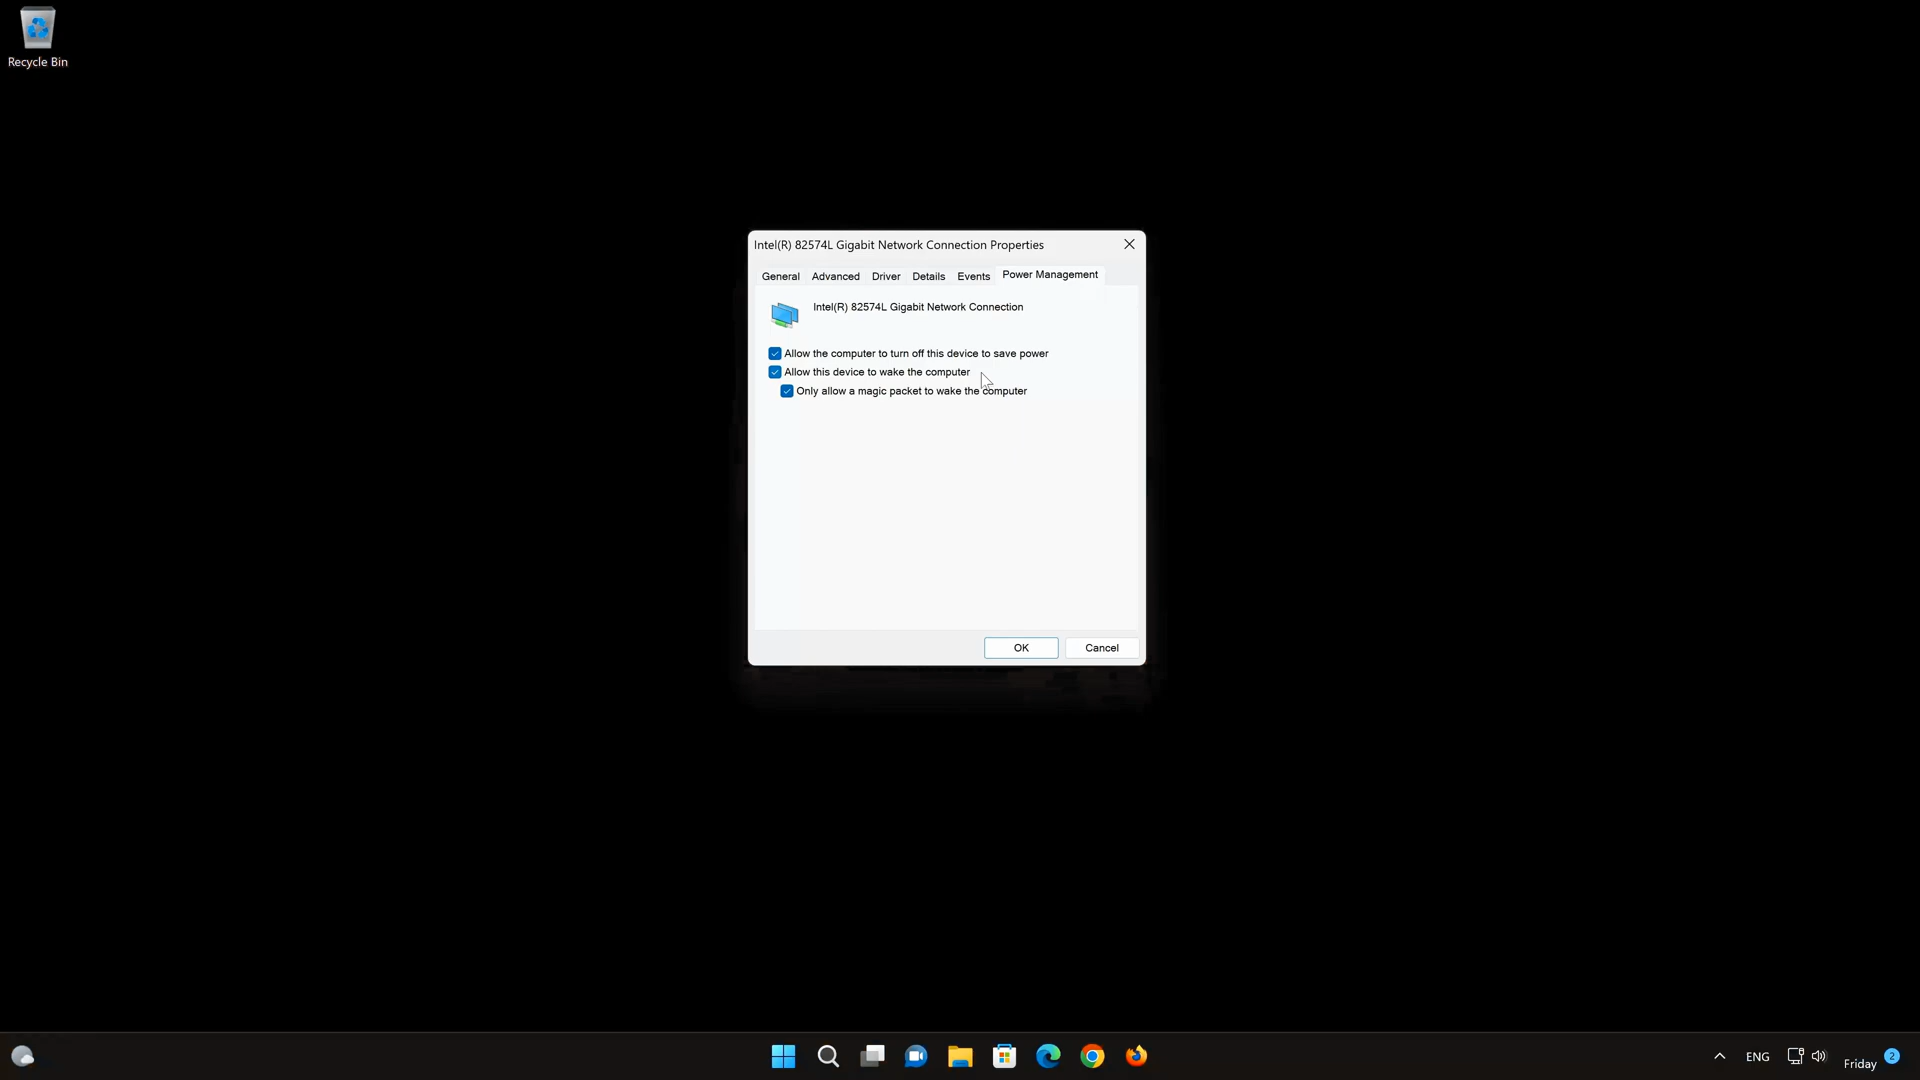 Recycle Bin
Intel(R) 82574L Gigabit Network Connection Properties
General Advanced Driver Details Events Power Management
Intel(R) 82574L Gigabit Network Connection
Allow the computer to turn off this device to save power
Allow this device to wake the computer
Only allow a magic packet to wake the computer
OK Cancel
ENG Friday 2